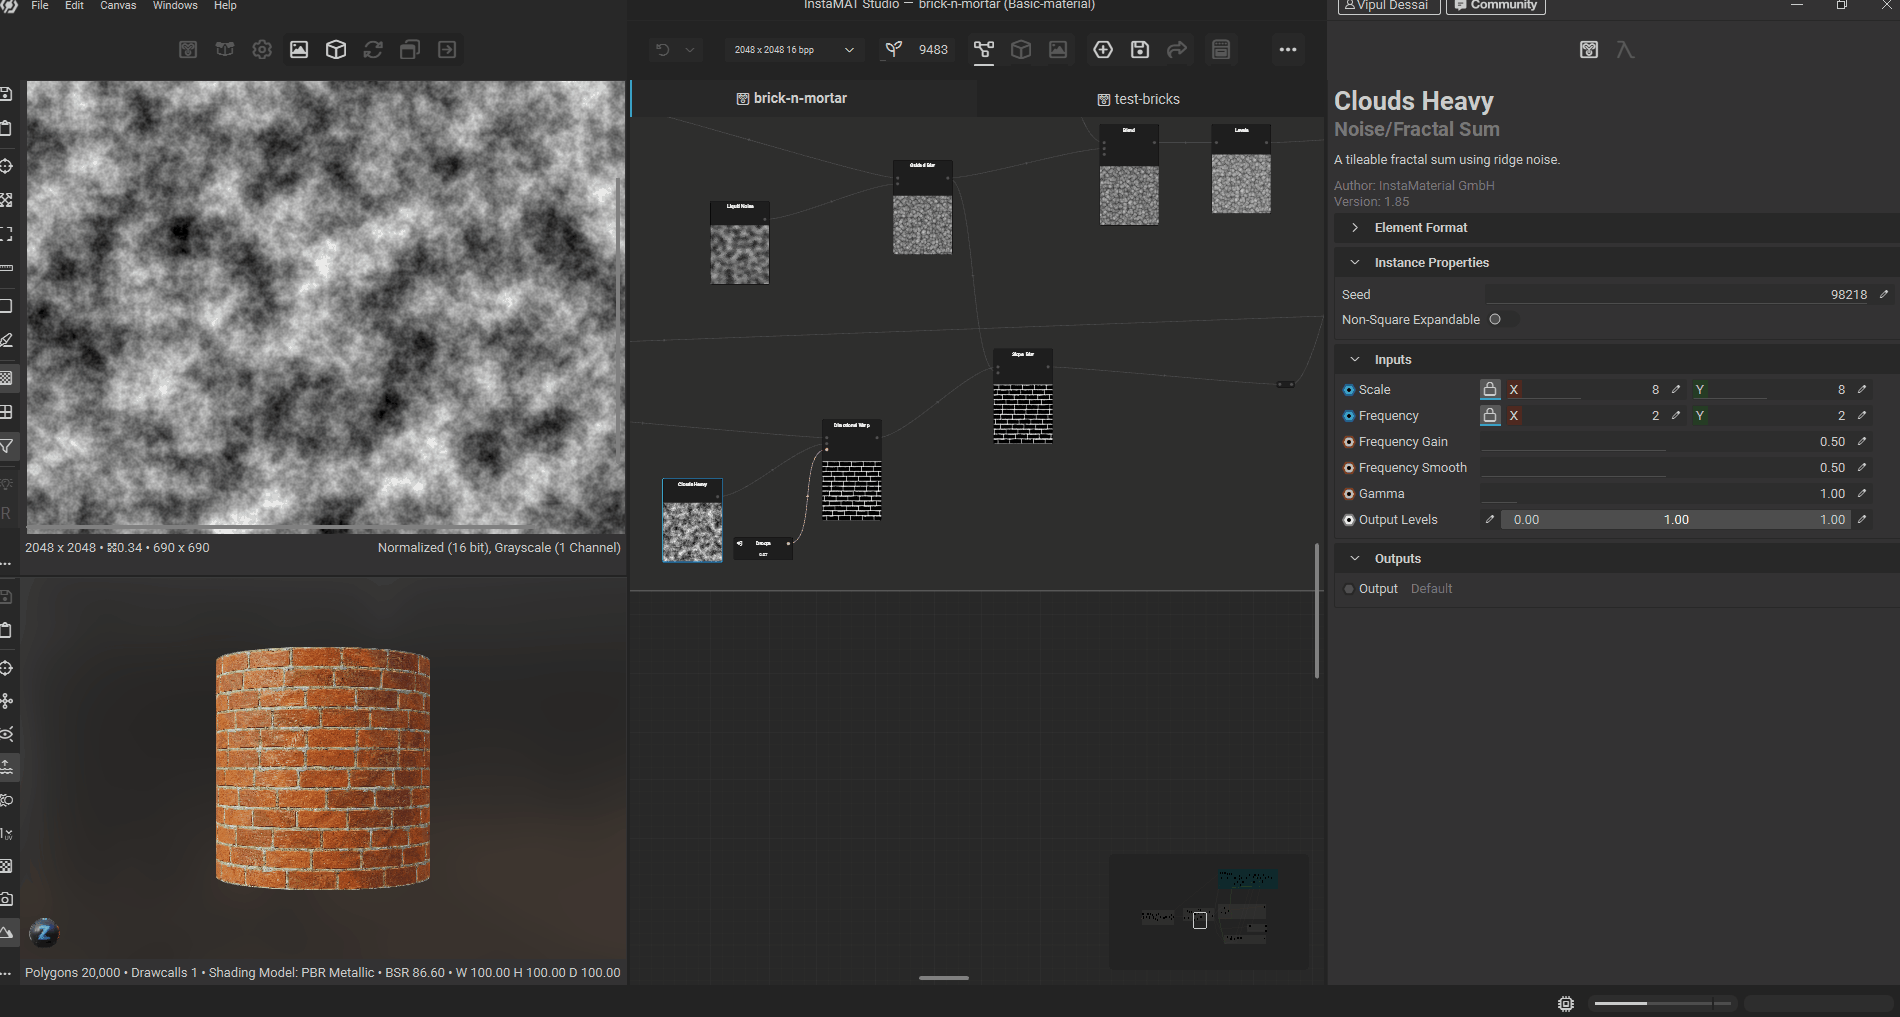 File Edit Canvas Windows Help
InstaMAT Studio — brick-n-mortar (Basic-material)
Vipul Dessai
Community
2048 x 2048 16 bpp
9483
brick-n-mortar
test-bricks
Blend
Levels
Liquid Noise
Slope Blur
Directional Warp
Clouds Heavy
2048 x 2048 • 0.34 • 690 x 690
Normalized (16 bit), Grayscale (1 Channel)
Z
Polygons 20,000 • Drawcalls 1 • Shading Model: PBR Metallic • BSR 86.60 • W 100.00 H 100.00 D 100.00
R
UV
Clouds Heavy
Noise/Fractal Sum
A tileable fractal sum using ridge noise.
Author: InstaMaterial GmbH
Version: 1.85
Element Format
Instance Properties
Seed 98218
Non-Square Expandable
Inputs
Scale X 8 Y 8
Frequency X 2 Y 2
Frequency Gain 0.50
Frequency Smooth 0.50
Gamma 1.00
Output Levels 0.00 1.00 1.00
Outputs
Output Default